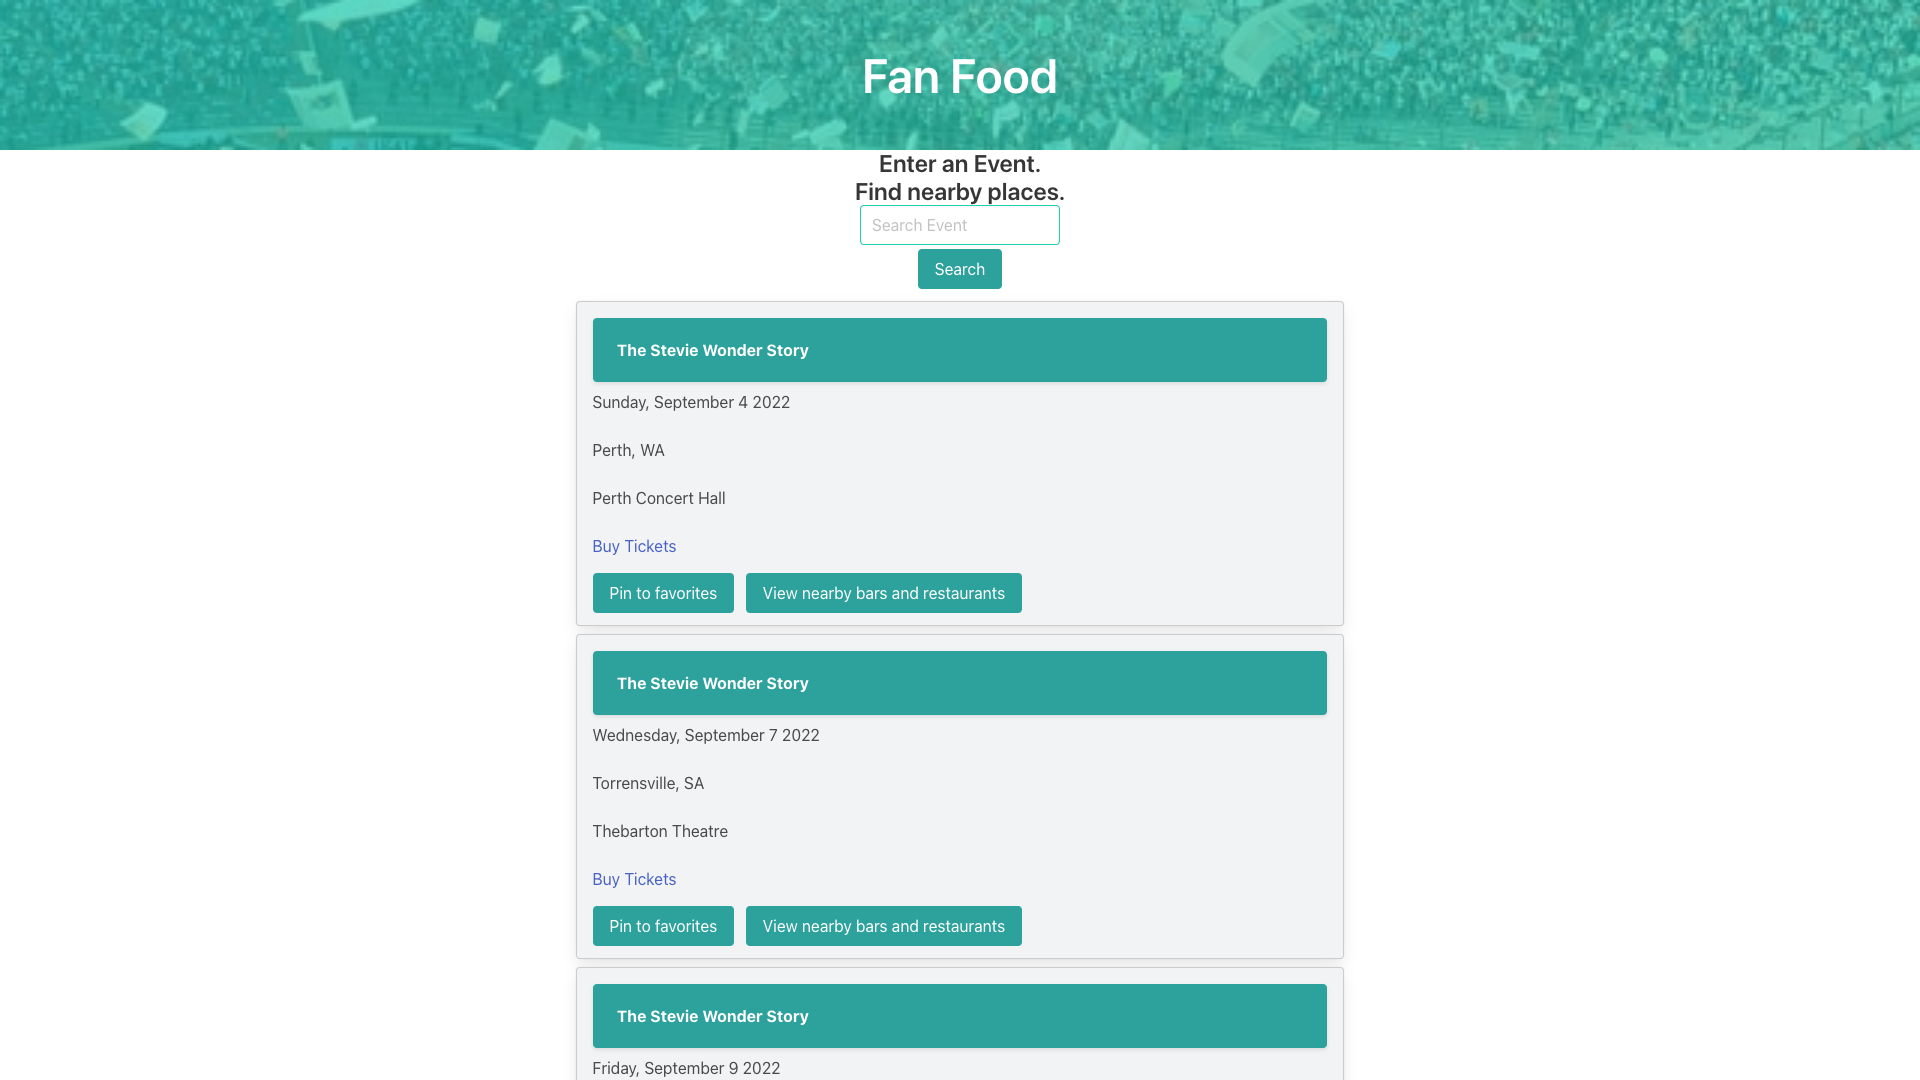 Fan Food
Enter an Event.
Find nearby places.
Search Event
Search
The Stevie Wonder Story
Sunday, September 4 2022
Perth, WA
Perth Concert Hall
Buy Tickets
Pin to favorites
View nearby bars and restaurants
The Stevie Wonder Story
Wednesday, September 7 2022
Torrensville, SA
Thebarton Theatre
Buy Tickets
Pin to favorites
View nearby bars and restaurants
The Stevie Wonder Story
Friday, September 9 2022